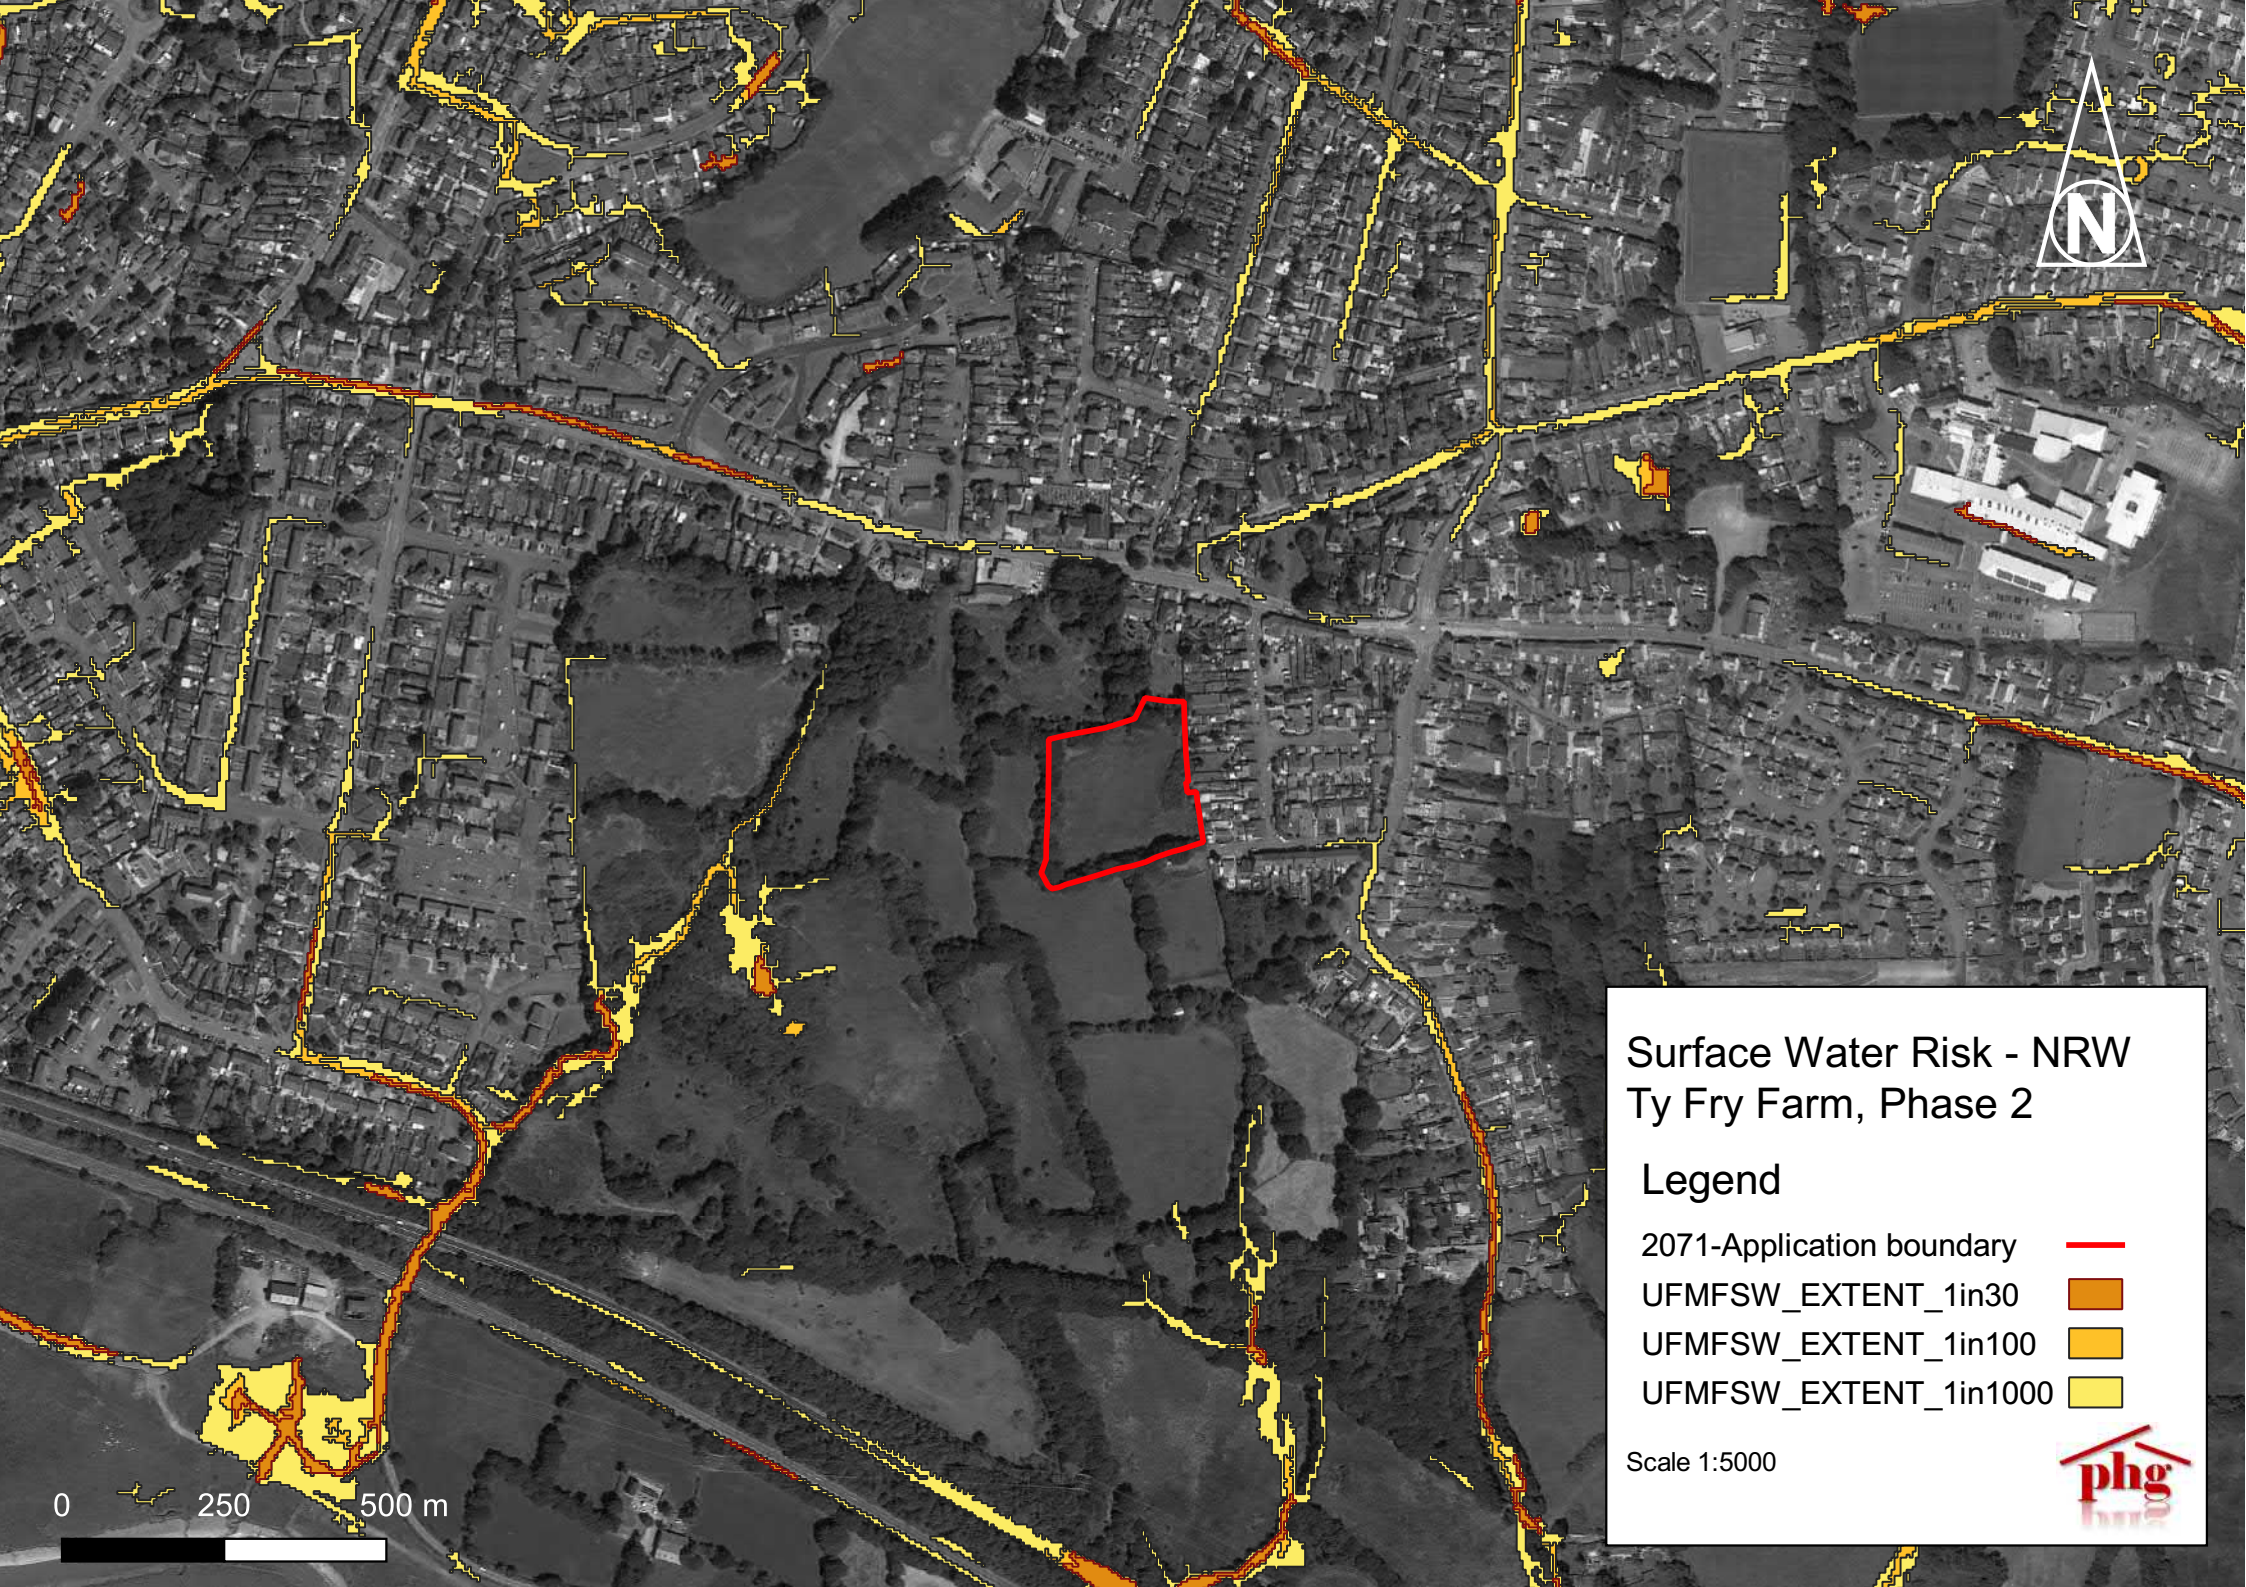 N
Surface Water Risk - NRW
Ty Fry Farm, Phase 2
Legend
2071-Application boundary
UFMFSW_EXTENT_1in30
UFMFSW_EXTENT_1in100
UFMFSW_EXTENT_1in1000
Scale 1:5000
phg
0 250 500 m